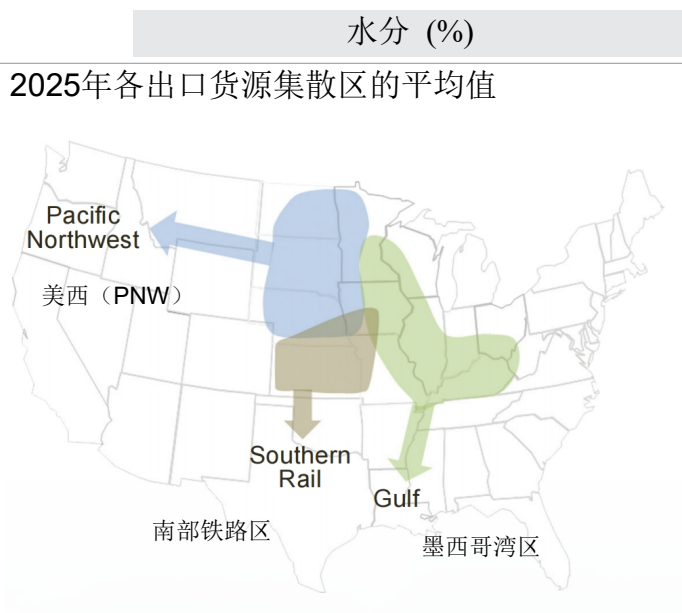 水分 (%)
2025年各出口货源集散区的平均值
Pacific
Northwest
美西（PNW）
Southern
Rail
Gulf
南部铁路区
墨西哥湾区